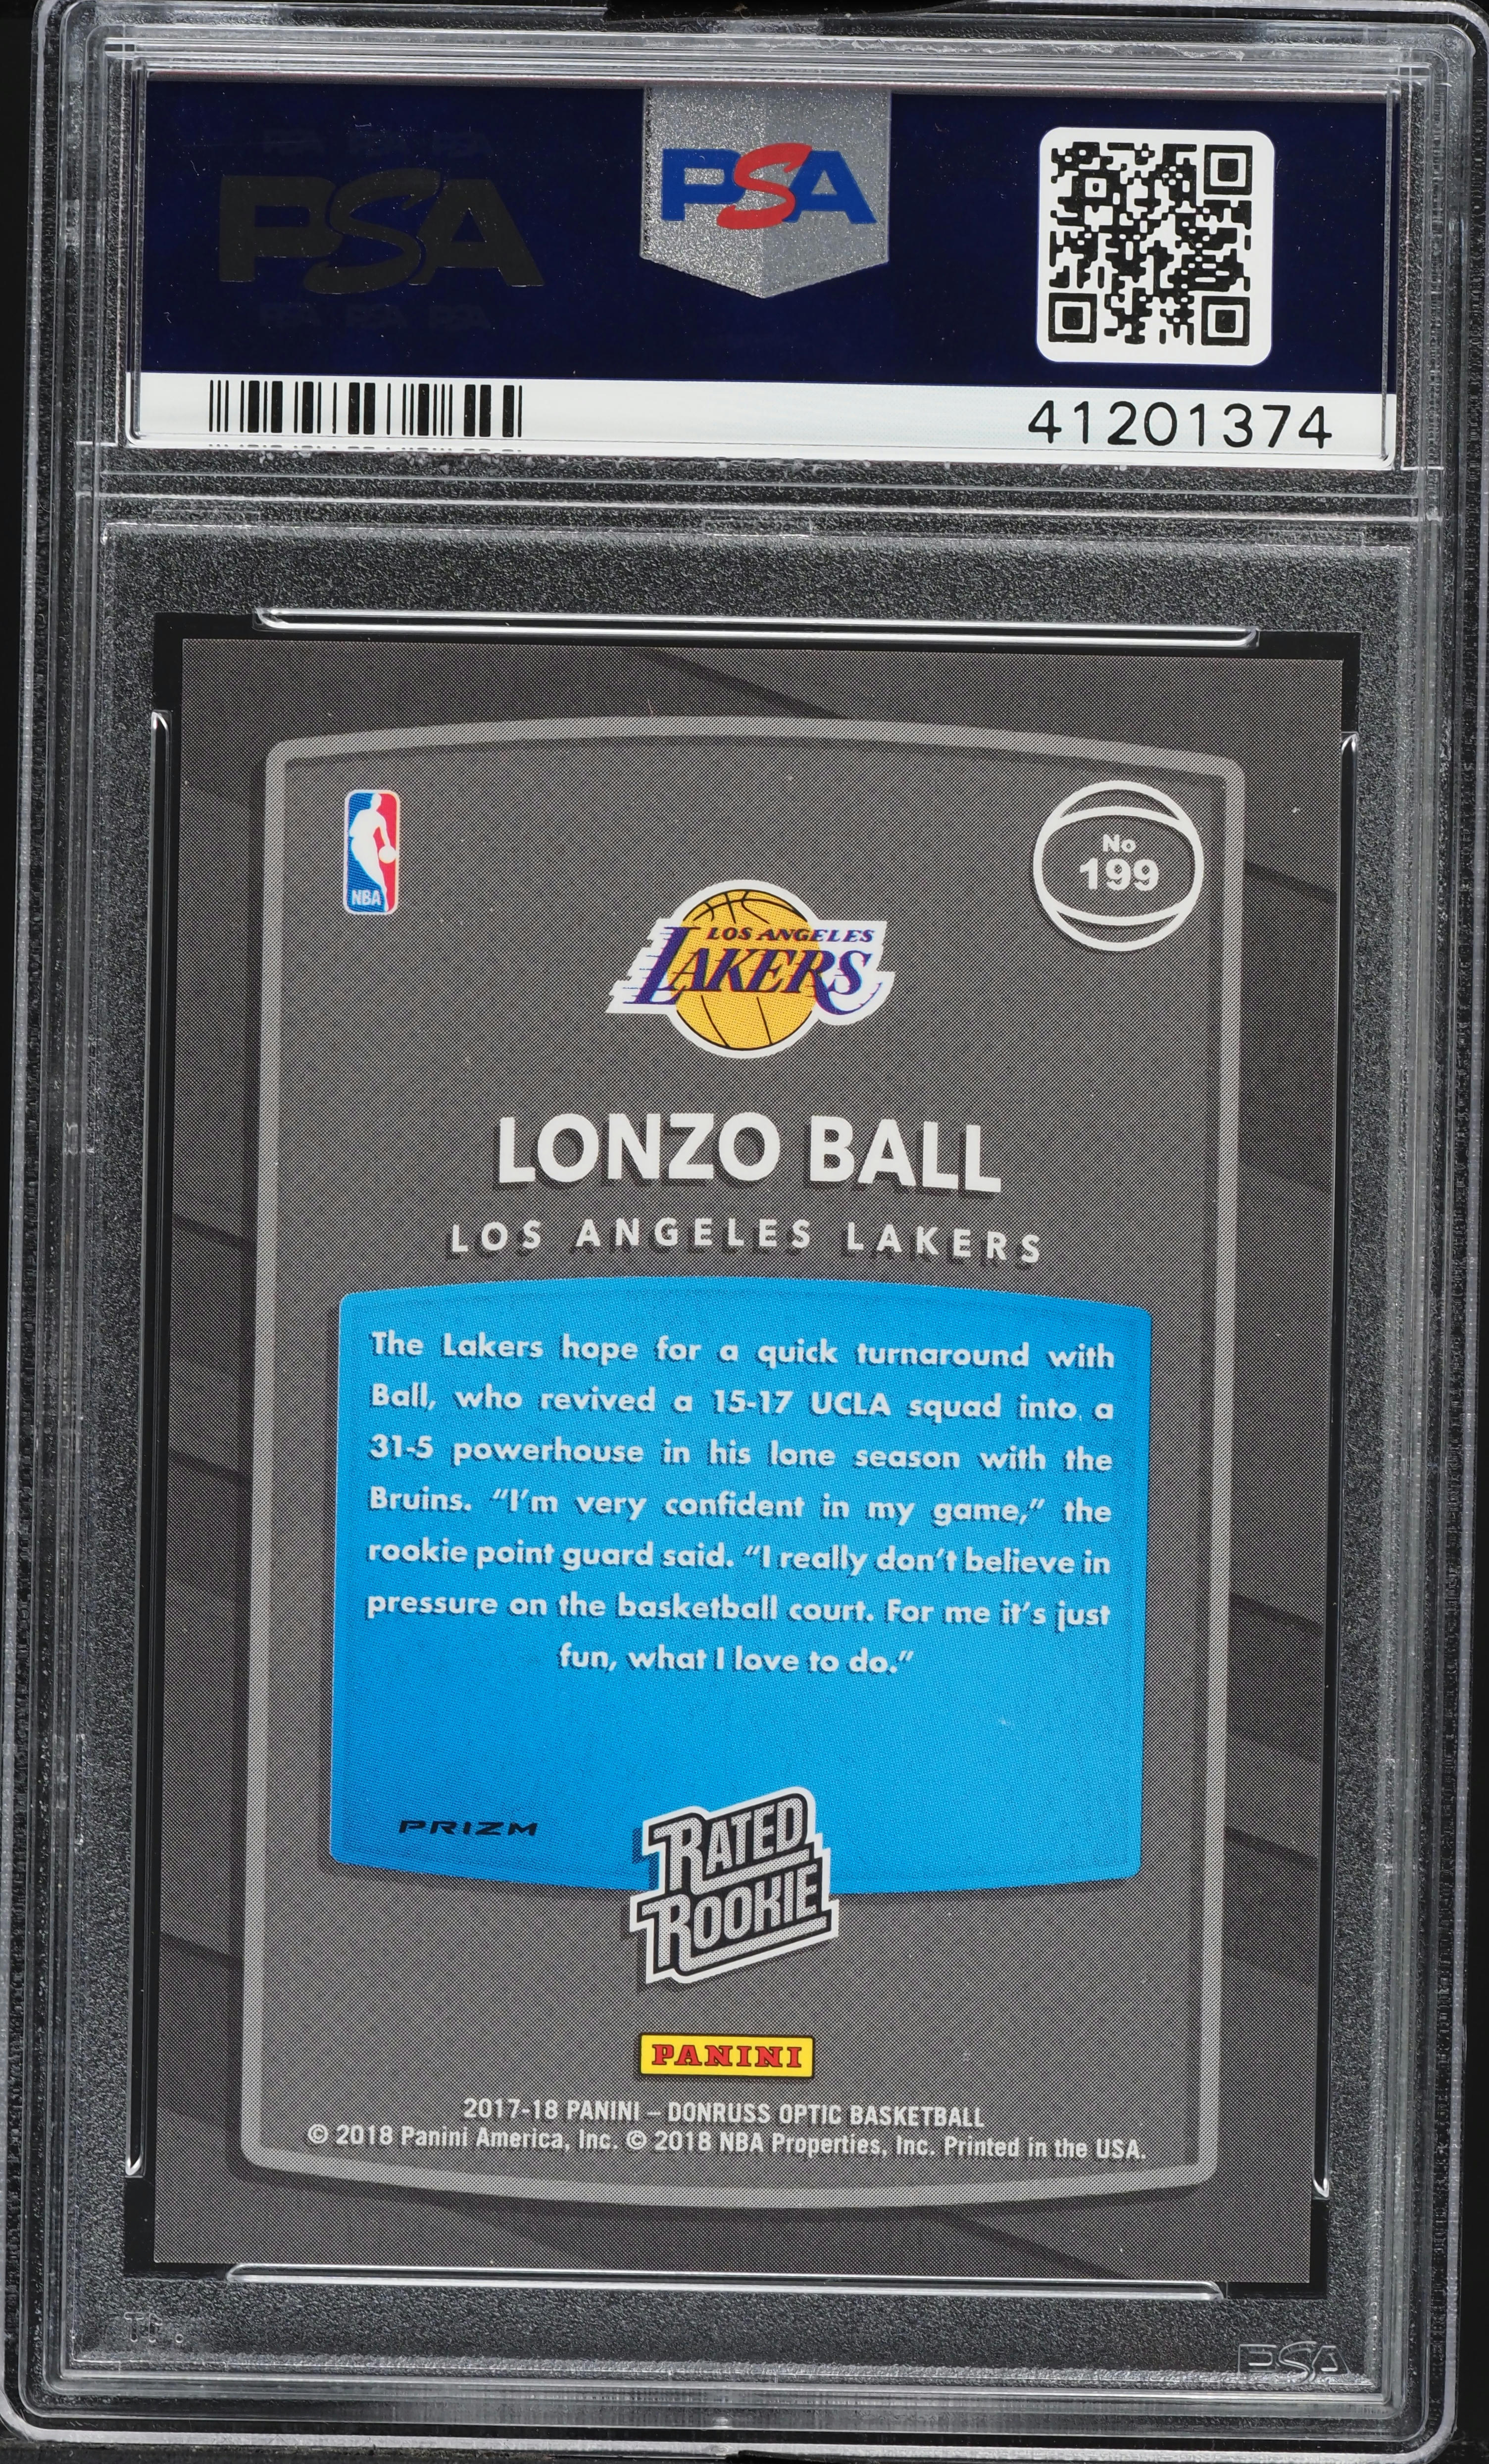 PSA
PSA
41201374
NBA
No
199
LOS ANGELES
LAKERS
LONZO BALL
LOS ANGELES LAKERS
The Lakers hope for a quick turnaround with
Ball, who revived a 15-17 UCLA squad into a
31-5 powerhouse in his lone season with the
Bruins. “I’m very confident in my game,” the
rookie point guard said. “I really don’t believe in
pressure on the basketball court. For me it’s just
fun, what I love to do.”
PRIZM
RATED
ROOKIE
PANINI
2017-18 PANINI – DONRUSS OPTIC BASKETBALL
© 2018 Panini America, Inc. © 2018 NBA Properties, Inc. Printed in the USA.
PSA